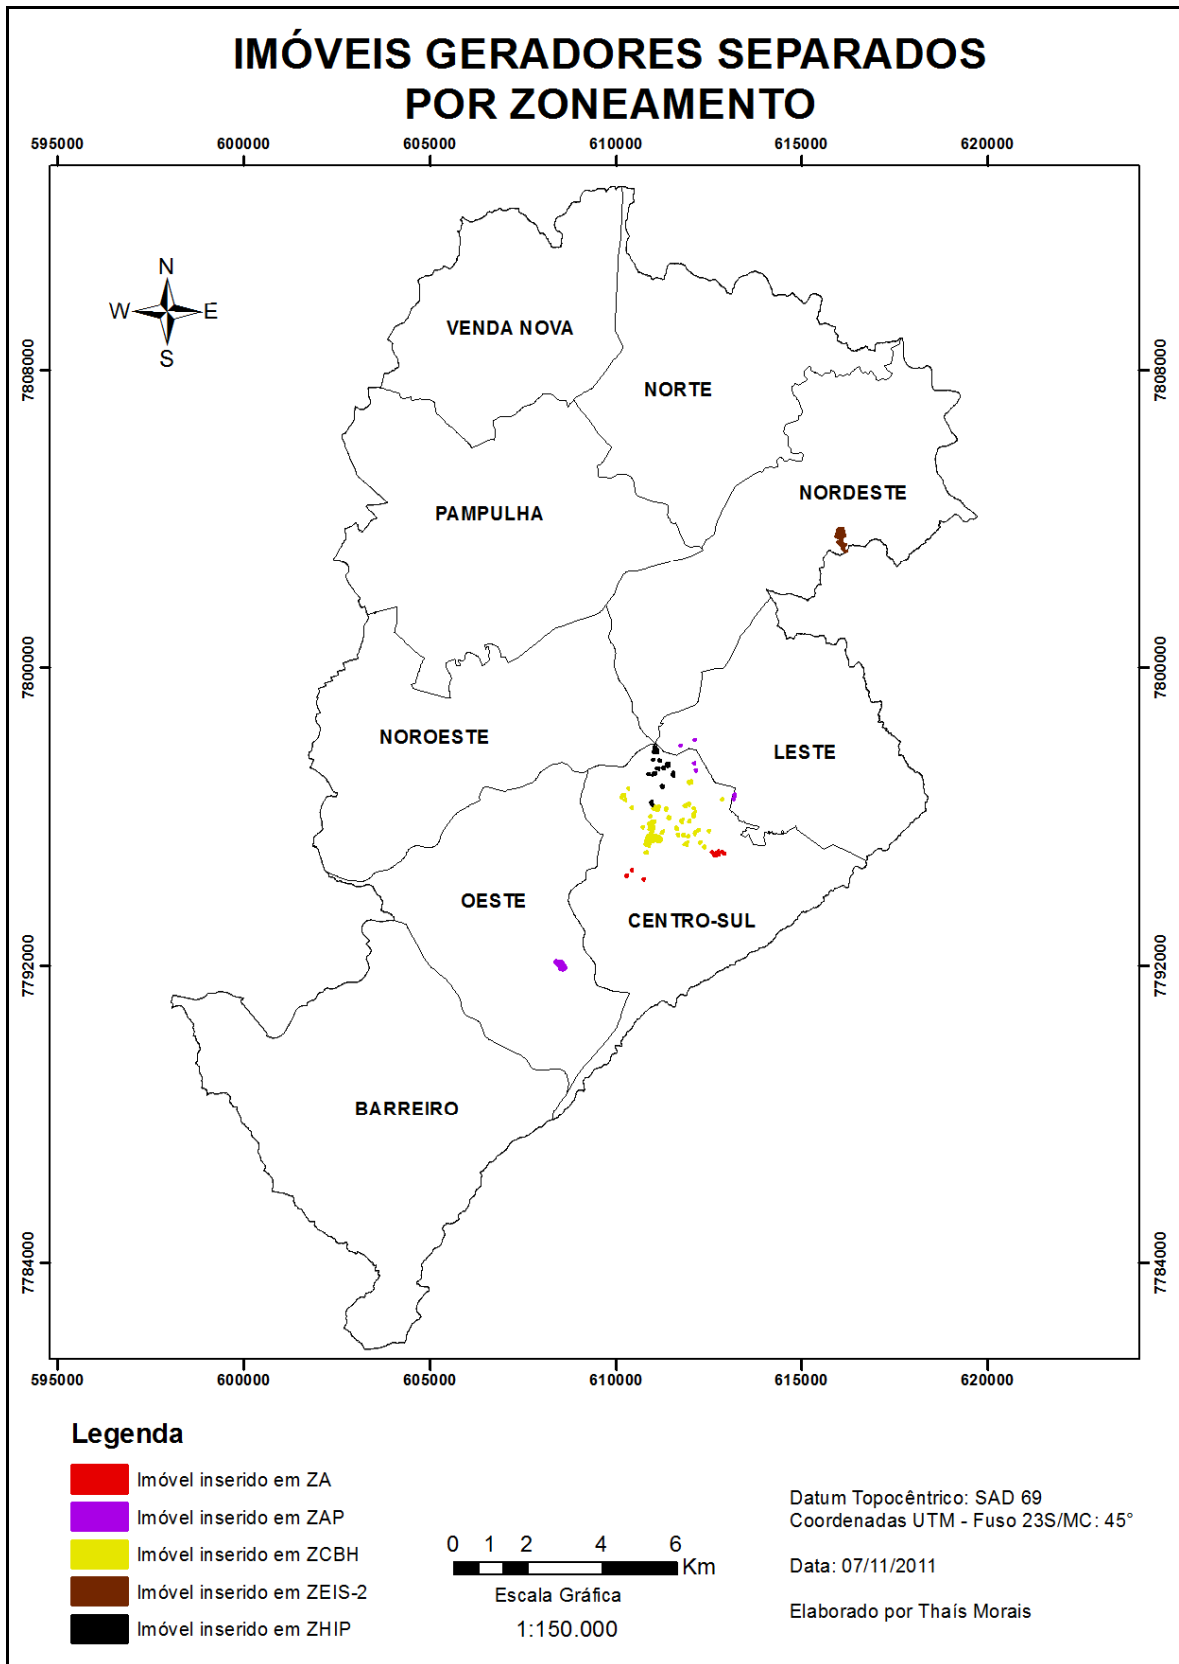 IMÓVEIS GERADORES SEPARADOS
POR ZONEAMENTO
595000 600000 605000 610000 615000 620000
N
W E
S
VENDA NOVA
7808000 7808000
NORTE
NORDESTE
PAMPULHA
7800000 7800000
NOROESTE
LESTE
OESTE
CENTRO-SUL
7792000 7792000
BARREIRO
7784000 7784000
595000 600000 605000 610000 615000 620000
Legenda
Imóvel inserido em ZA
Imóvel inserido em ZAP
Imóvel inserido em ZCBH
Imóvel inserido em ZEIS-2
Imóvel inserido em ZHIP
0 1 2 4 6
Km
Escala Gráfica
1:150.000
Datum Topocêntrico: SAD 69
Coordenadas UTM - Fuso 23S/MC: 45°
Data: 07/11/2011
Elaborado por Thaís Morais